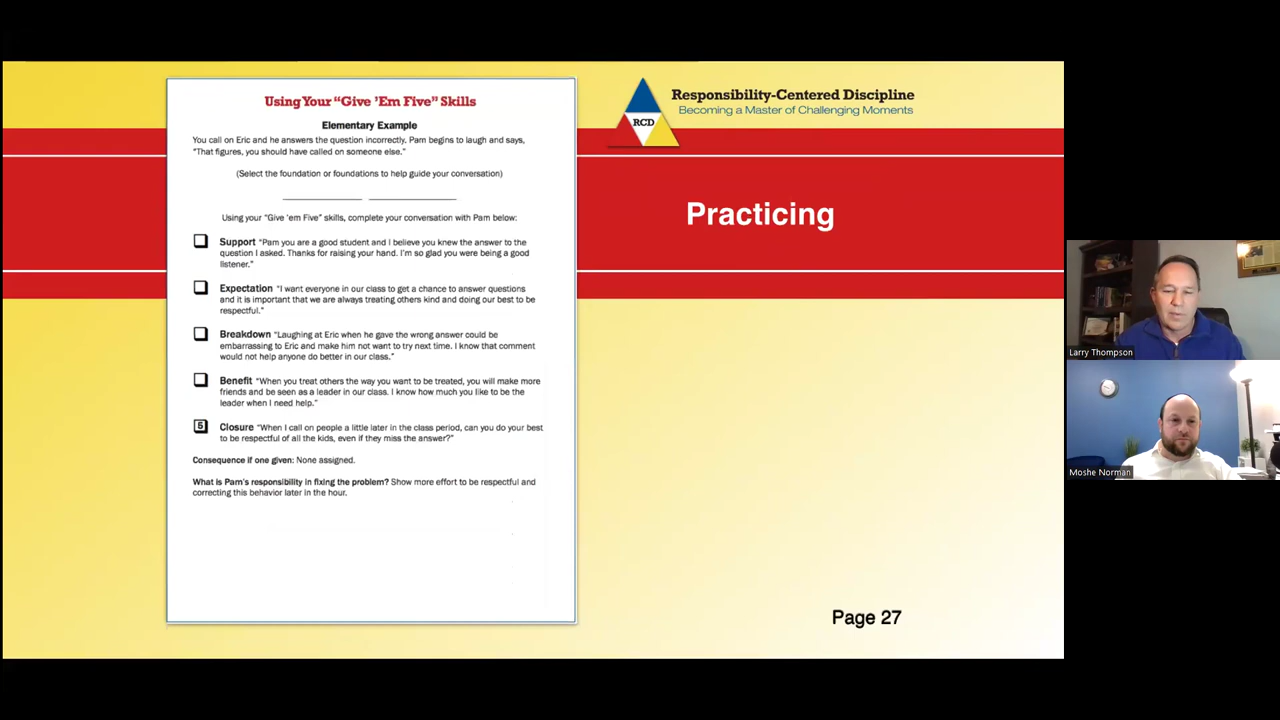 Using Your "Give 'Em Five" Skills
Elementary Example
You call on Eric and he answers the question incorrectly. Pam begins to laugh and says,
"That figures, you should have called on someone else."
(Select the foundation or foundations to help guide your conversation)
Using your "Give 'em Five" skills, complete your conversation with Pam below:
Support "Pam you are a good student and I believe you knew the answer to the
question I asked. Thanks for raising your hand. I'm so glad you were being a good
listener."
Expectation "I want everyone in our class to get a chance to answer questions
and it is important that we are always treating others kind and doing our best to be
respectful."
Breakdown "Laughing at Eric when he gave the wrong answer could be
embarrassing to Eric and make him not want to try next time. I know that comment
would not help anyone do better in our class."
Benefit "When you treat others the way you want to be treated, you will make more
friends and be seen as a leader in our class. I know how much you like to be the
leader when I need help."
5 Closure "When I call on people a little later in the class period, can you do your best
to be respectful of all the kids, even if they miss the answer?"
Consequence if one given: None assigned.
What is Pam's responsibility in fixing the problem? Show more effort to be respectful and
correcting this behavior later in the hour.
RCD
Responsibility-Centered Discipline
Becoming a Master of Challenging Moments
Practicing
Page 27
Larry Thompson
Moshe Norman